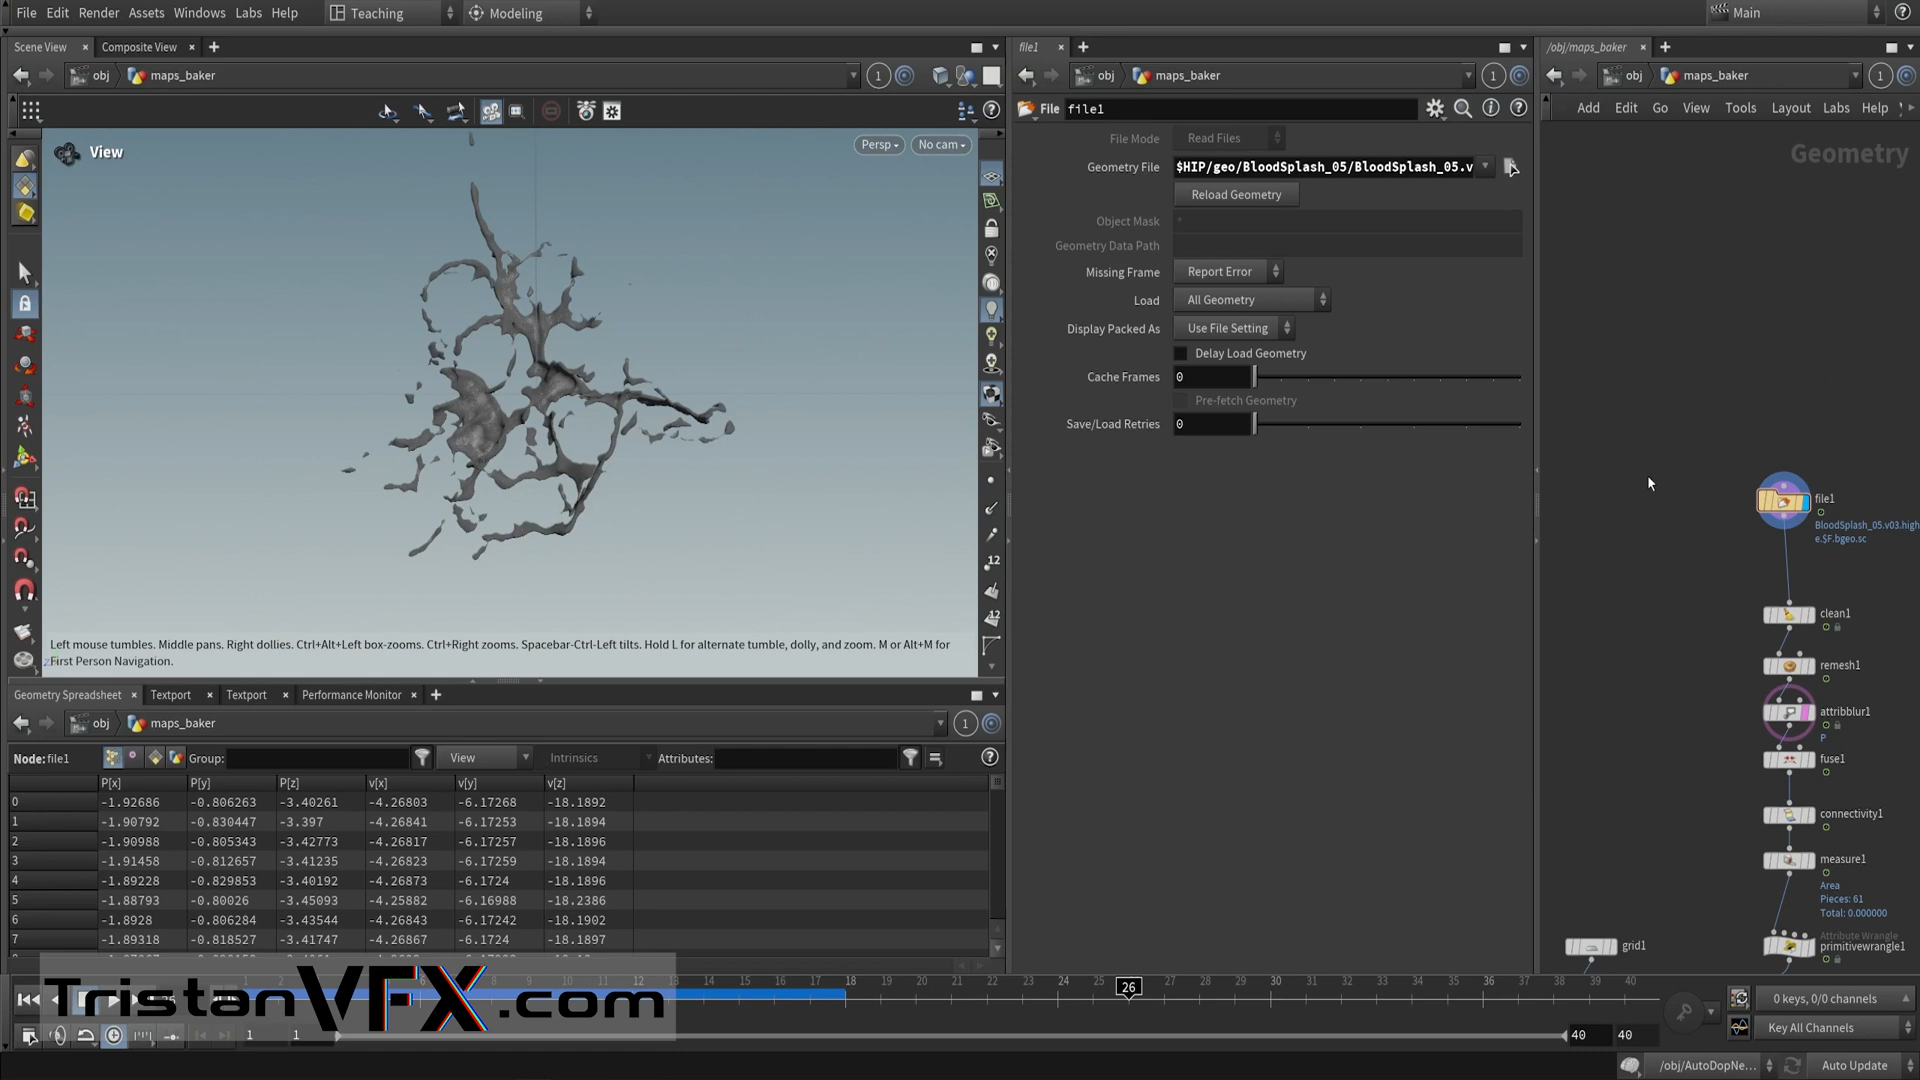 File Edit Render Assets Windows Labs Help Teaching Modeling Main
Scene View Composite View
obj maps_baker 1
View
Persp No cam
Left mouse tumbles. Middle pans. Right dollies. Ctrl+Alt+Left box-zooms. Ctrl+Right zooms. Spacebar-Ctrl-Left tilts. Hold L for alternate tumble, dolly, and zoom. M or Alt+M for
First Person Navigation.
12
12
file1
obj maps_baker 1
File file1
File Mode Read Files
Geometry File $HIP/geo/BloodSplash_05/BloodSplash_05.v
Reload Geometry
Object Mask *
Geometry Data Path
Missing Frame Report Error
Load All Geometry
Display Packed As Use File Setting
Delay Load Geometry
Cache Frames 0
Pre-fetch Geometry
Save/Load Retries 0
/obj/maps_baker
obj maps_baker 1
Add Edit Go View Tools Layout Labs Help
Geometry
file1
BloodSplash_05.v03.high
e.$F.bgeo.sc
clean1
remesh1
attribblur1
P
fuse1
connectivity1
measure1
Area
Pieces: 61
Total: 0.000000
Attribute Wrangle
primitivewrangle1
grid1
Geometry Spreadsheet Textport Textport Performance Monitor
obj maps_baker 1
Node: file1 Group: View Intrinsics Attributes:
P[x] P[y] P[z] v[x] v[y] v[z]
0 -1.92686 -0.806263 -3.40261 -4.26803 -6.17268 -18.1892
1 -1.90792 -0.830447 -3.397 -4.26841 -6.17253 -18.1894
2 -1.90988 -0.805343 -3.42773 -4.26817 -6.17257 -18.1896
3 -1.91458 -0.812657 -3.41235 -4.26823 -6.17259 -18.1894
4 -1.89228 -0.829853 -3.40192 -4.26873 -6.1724 -18.1896
5 -1.88793 -0.80026 -3.45093 -4.25882 -6.16988 -18.2386
6 -1.8928 -0.806284 -3.43544 -4.26843 -6.17242 -18.1902
7 -1.89318 -0.818527 -3.41747 -4.26867 -6.1724 -18.1897
TristanVFX.com
18 19 20 21 22 23 24 25 26 28 29 30 31 32 33 34 35 36 37 38 39 40
1 1 40 40
0 keys, 0/0 channels
Key All Channels
/obj/AutoDopNe... Auto Update